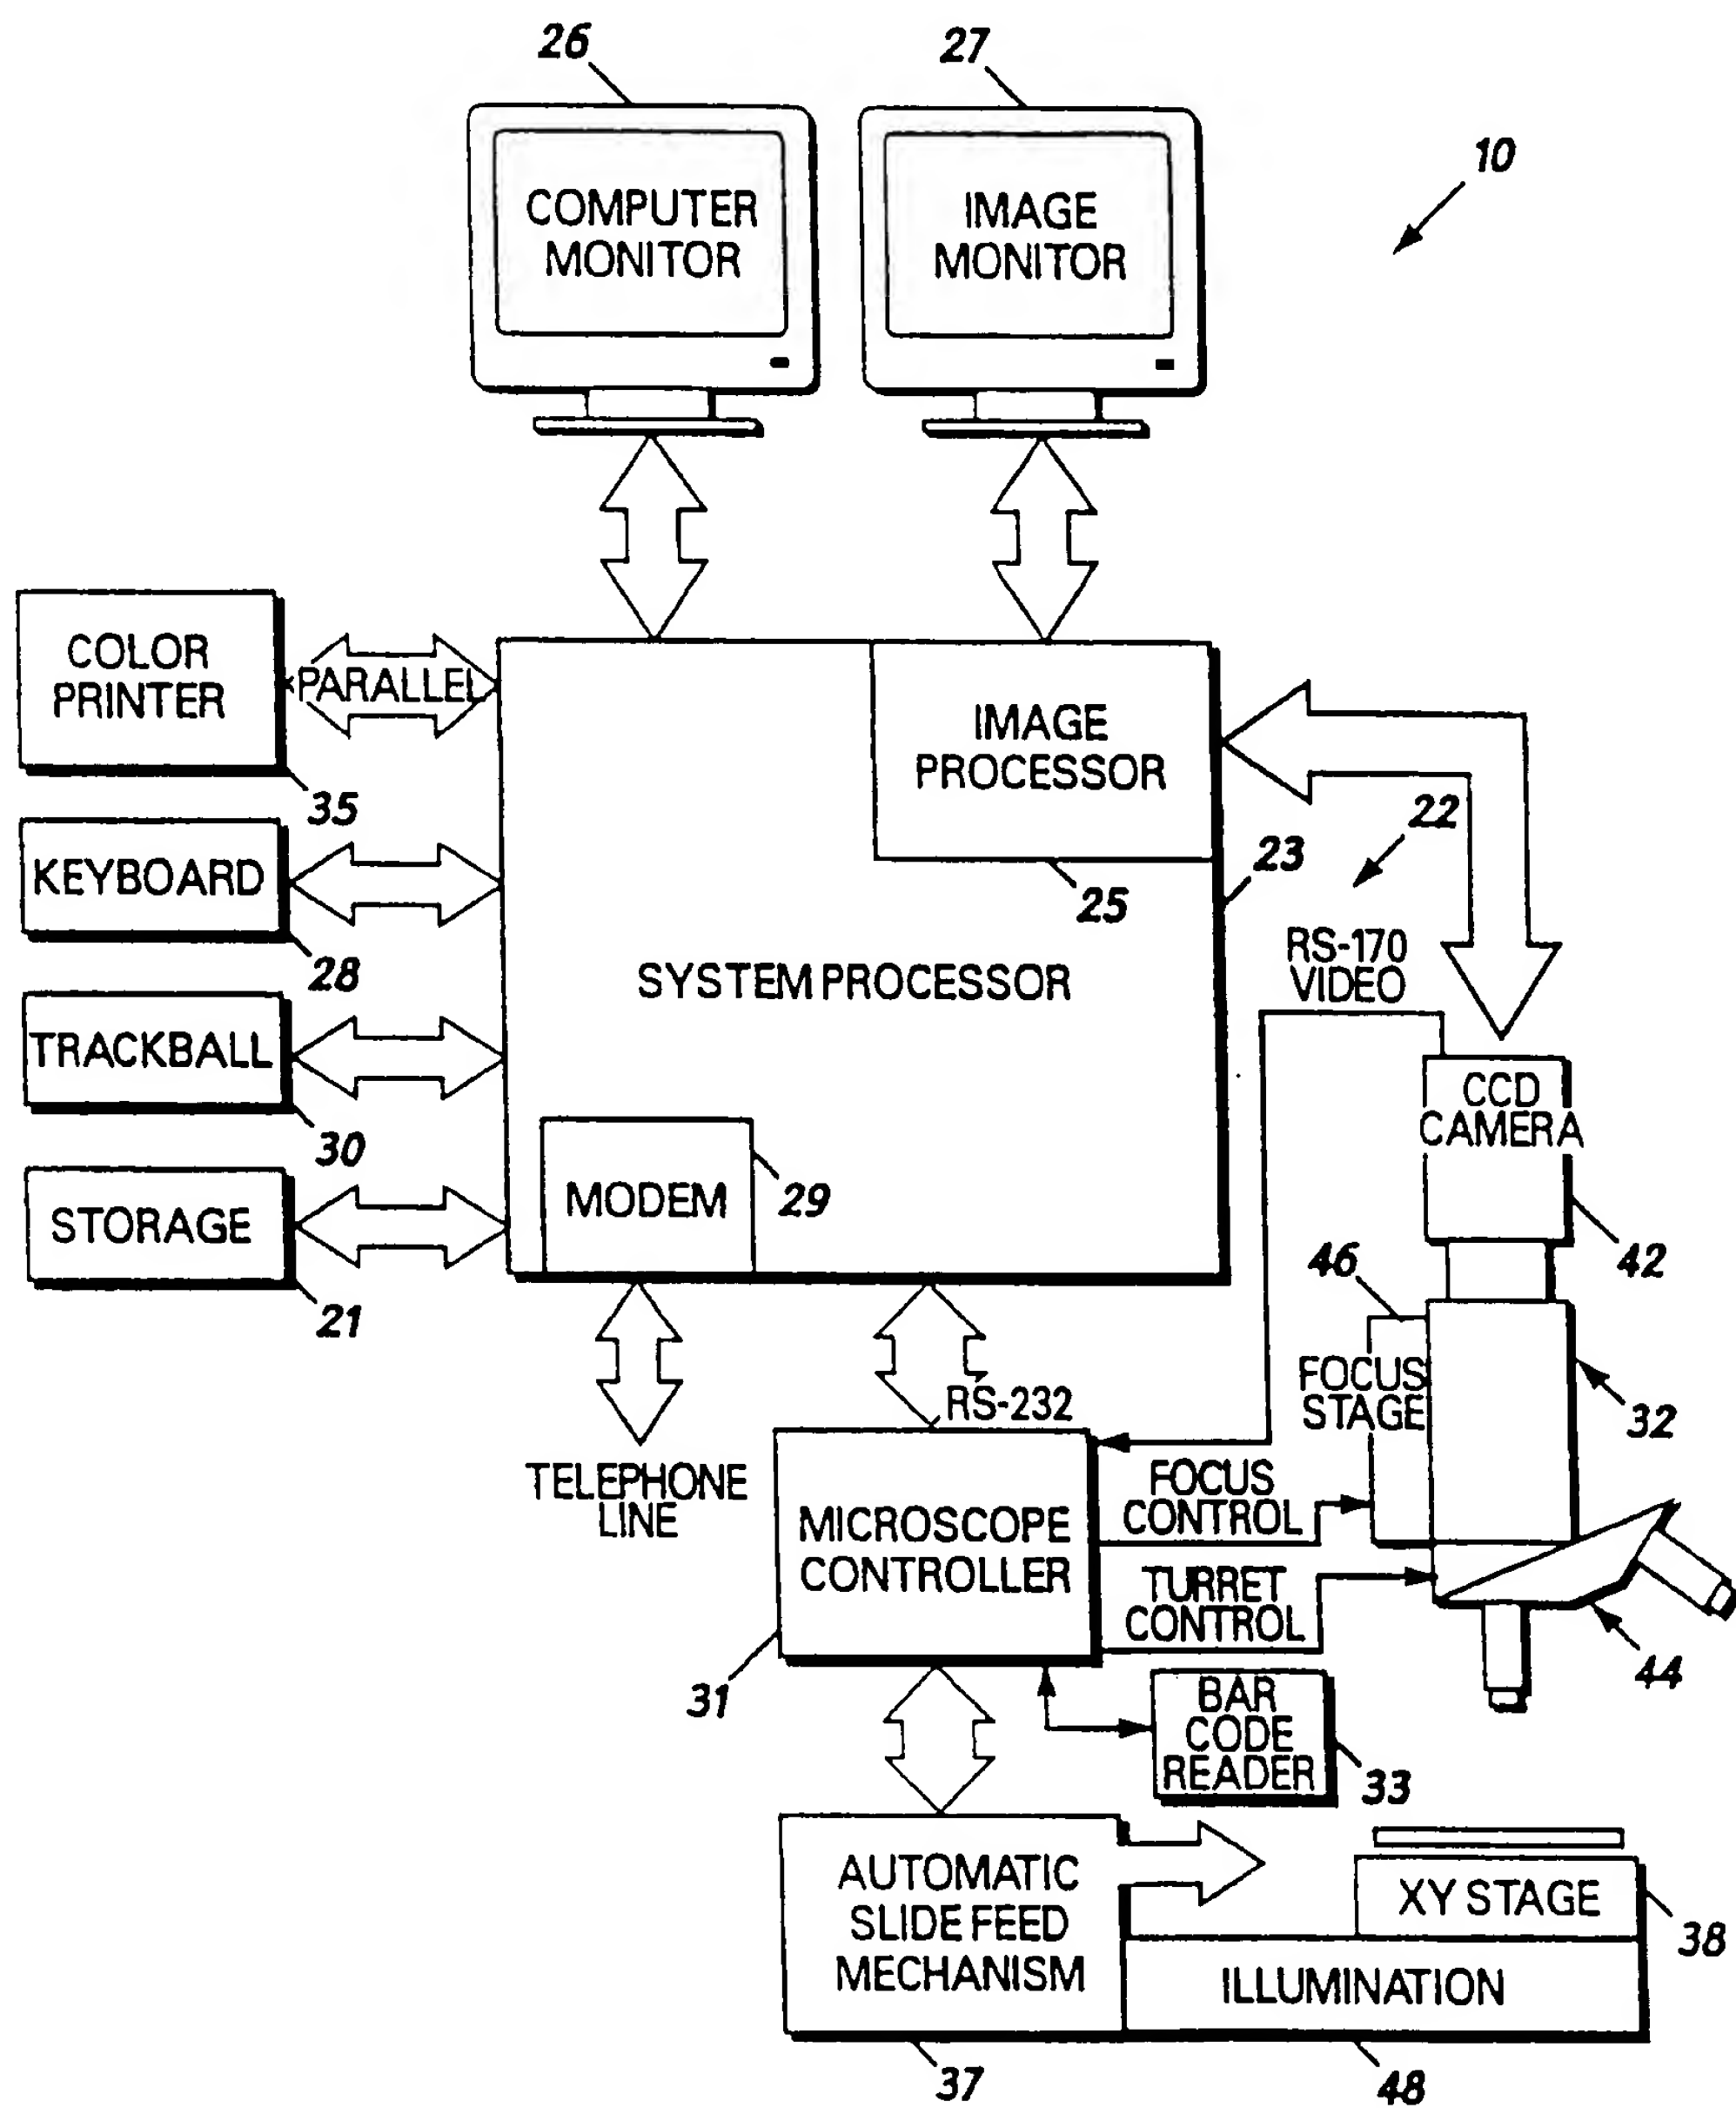 26
27
10
COMPUTER
MONITOR
IMAGE
MONITOR
COLOR
PRINTER
PARALLEL
35
IMAGE
PROCESSOR
22
23
25
KEYBOARD
28
RS-170
VIDEO
SYSTEM PROCESSOR
TRACKBALL
30
CCD
CAMERA
MODEM
29
STORAGE
21
42
46
FOCUS
STAGE
32
RS-232
TELEPHONE
LINE
FOCUS
CONTROL
MICROSCOPE
CONTROLLER
TURRET
CONTROL
31
44
BAR
CODE
READER
33
AUTOMATIC
SLIDE FEED
MECHANISM
XY STAGE
38
ILLUMINATION
37
48